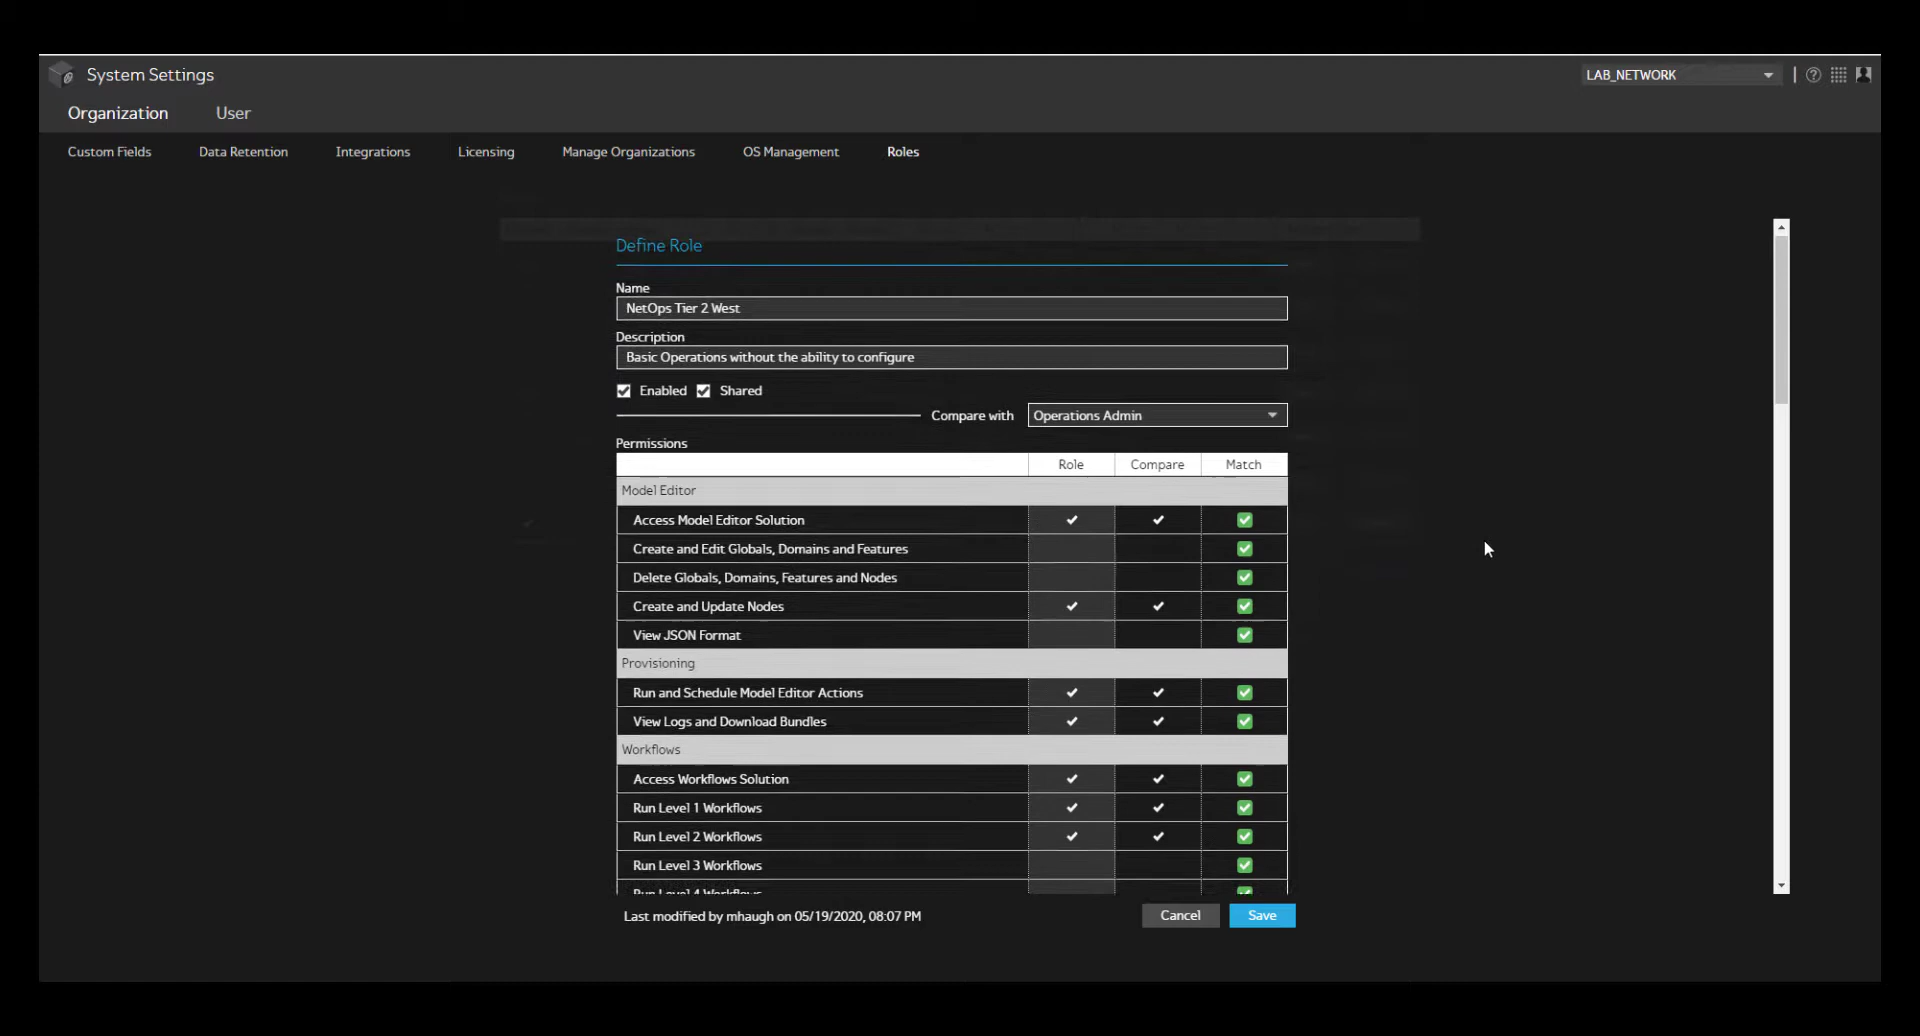 System Settings
LAB_NETWORK
Organization User
Custom Fields Data Retention Integrations Licensing Manage Organizations OS Management Roles
Define Role
Name
NetOps Tier 2 West
Description
Basic Operations without the ability to configure
Enabled Shared
Compare with Operations Admin
Permissions
Role Compare Match
Model Editor
Access Model Editor Solution
Create and Edit Globals, Domains and Features
Delete Globals, Domains, Features and Nodes
Create and Update Nodes
View JSON Format
Provisioning
Run and Schedule Model Editor Actions
View Logs and Download Bundles
Workflows
Access Workflows Solution
Run Level 1 Workflows
Run Level 2 Workflows
Run Level 3 Workflows
Run Level 4 Workflows
Last modified by mhaugh on 05/19/2020, 08:07 PM
Cancel Save